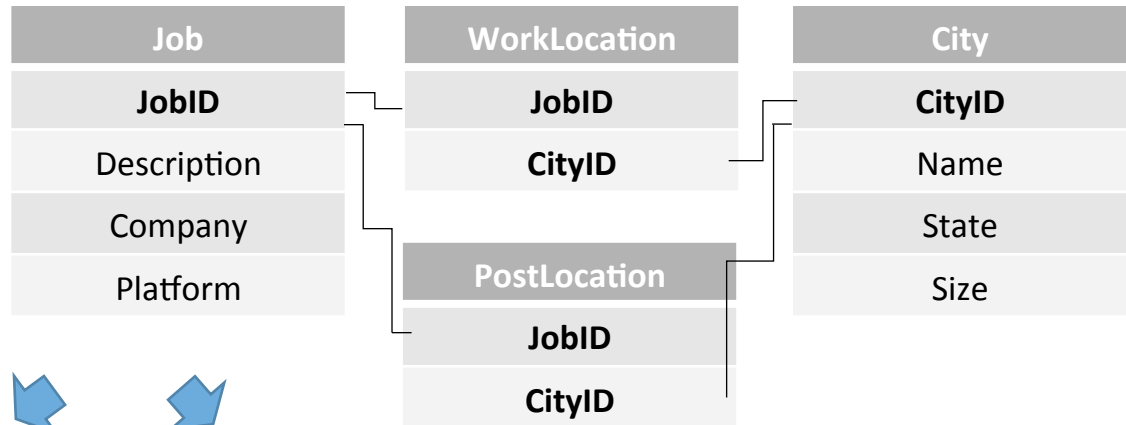 Job
JobID
Description
Company
Platform
WorkLocation
JobID
CityID
PostLocation
JobID
CityID
City
CityID
Name
State
Size